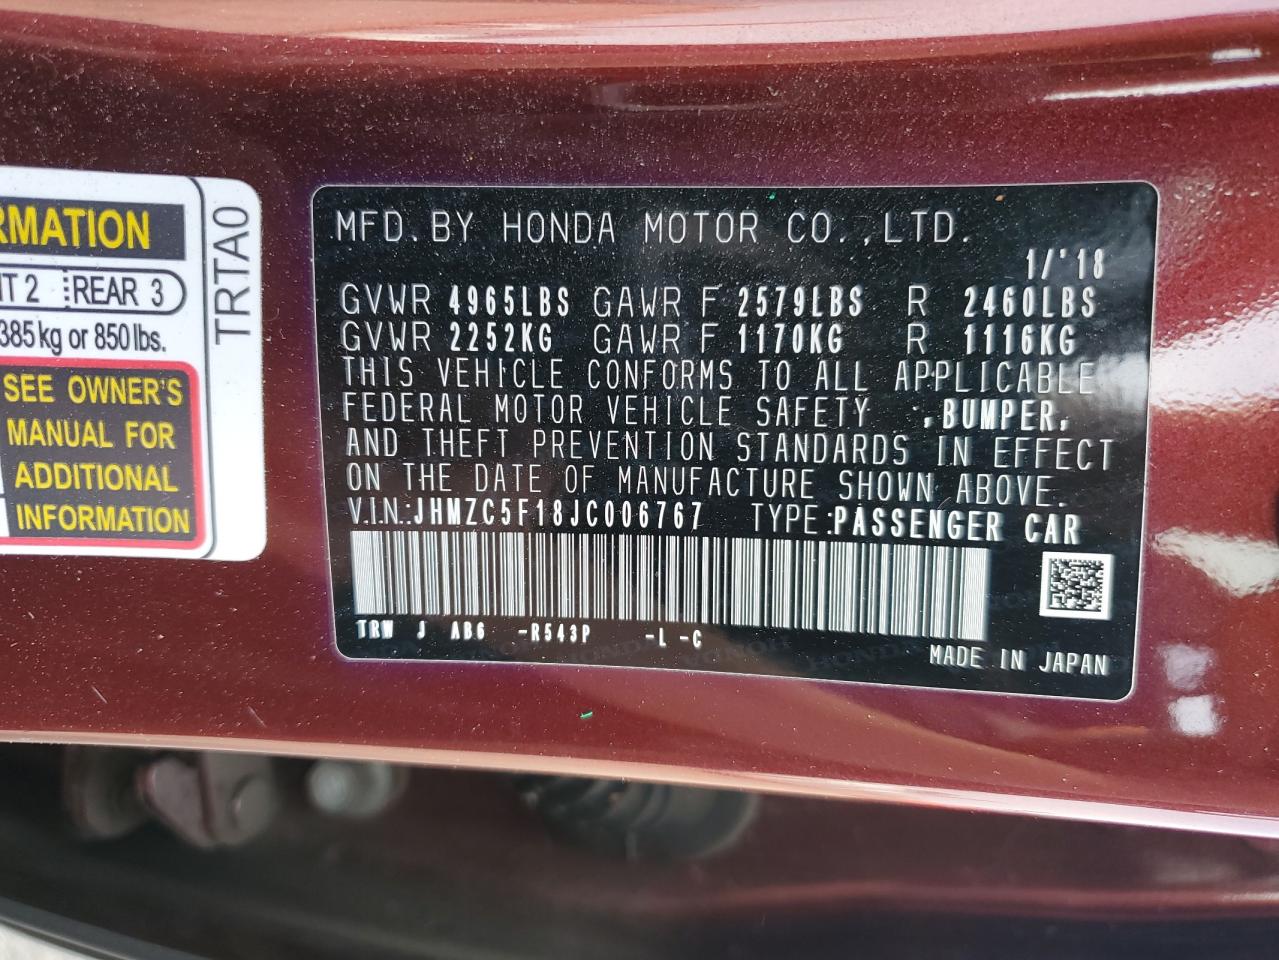 RMATION
NT 2 REAR 3
385kg or 850 lbs.
SEE OWNER'S
MANUAL FOR
ADDITIONAL
INFORMATION
TRTA0
MFD. BY HONDA MOTOR CO.,LTD.
1/'18
GVWR 4965LBS GAWR F 2579LBS R 2460LBS
GVWR 2252KG GAWR F 1170KG R 1116KG
THIS VEHICLE CONFORMS TO ALL APPLICABLE
FEDERAL MOTOR VEHICLE SAFETY ,BUMPER,
AND THEFT PREVENTION STANDARDS IN EFFECT
ON THE DATE OF MANUFACTURE SHOWN ABOVE.
V.I.N.:JHMZC5F18JC006767 TYPE:PASSENGER CAR
TRW J AB6 -R543P -L -C
MADE IN JAPAN